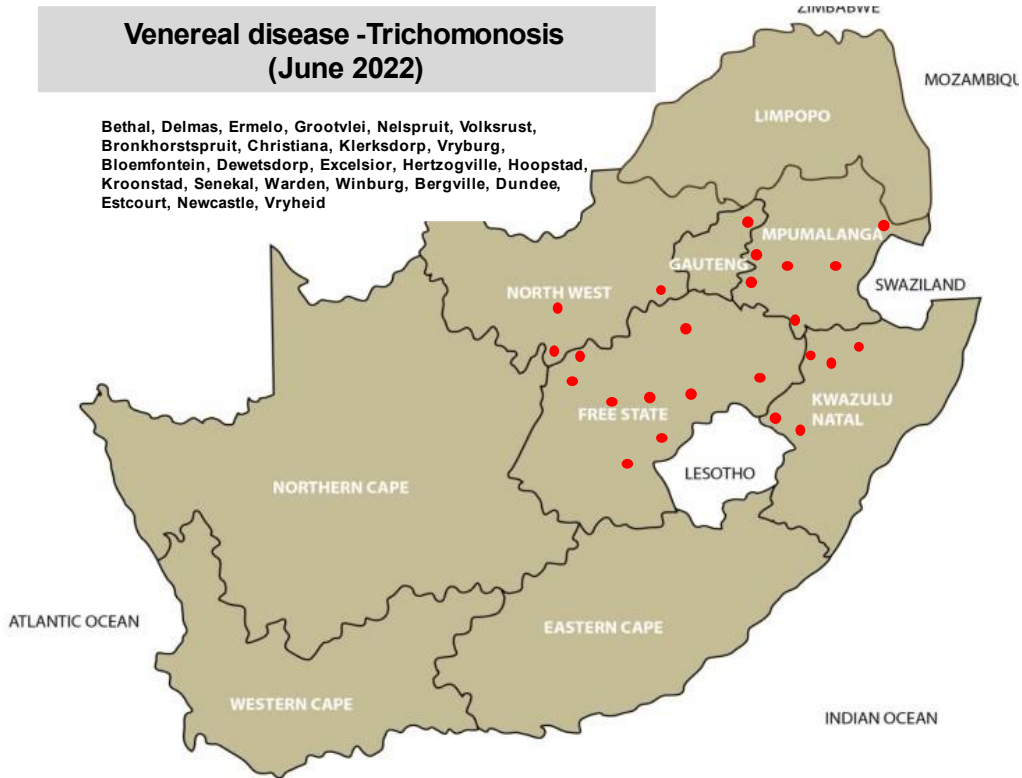 Venereal disease -Trichomonosis
(June 2022)
Bethal, Delmas, Ermelo, Grootvlei, Nelspruit, Volksrust,
Bronkhorstspruit, Christiana, Klerksdorp, Vryburg,
Bloemfontein, Dewetsdorp, Excelsior, Hertzogville, Hoopstad,
Kroonstad, Senekal, Warden, Winburg, Bergville, Dundee,
Estcourt, Newcastle, Vryheid
ZIMBABWE
MOZAMBIQU
LIMPOPO
MPUMALANGA
GAUTENG
SWAZILAND
NORTH WEST
KWAZULU
NATAL
FREE STATE
LESOTHO
NORTHERN CAPE
ATLANTIC OCEAN
EASTERN CAPE
WESTERN CAPE
INDIAN OCEAN